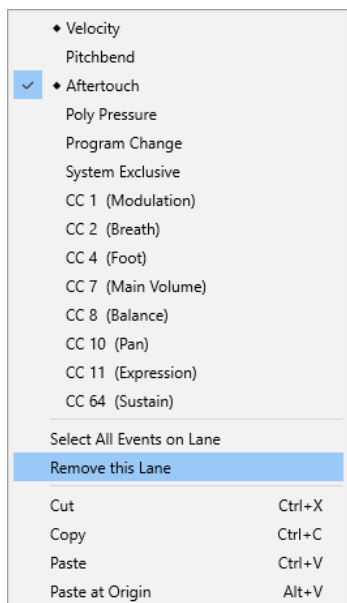 ◆ Velocity
Pitchbend
✓ ◆ Aftertouch
Poly Pressure
Program Change
System Exclusive
CC 1 (Modulation)
CC 2 (Breath)
CC 4 (Foot)
CC 7 (Main Volume)
CC 8 (Balance)
CC 10 (Pan)
CC 11 (Expression)
CC 64 (Sustain)
Select All Events on Lane
Remove this Lane
Cut Ctrl+X
Copy Ctrl+C
Paste Ctrl+V
Paste at Origin Alt+V